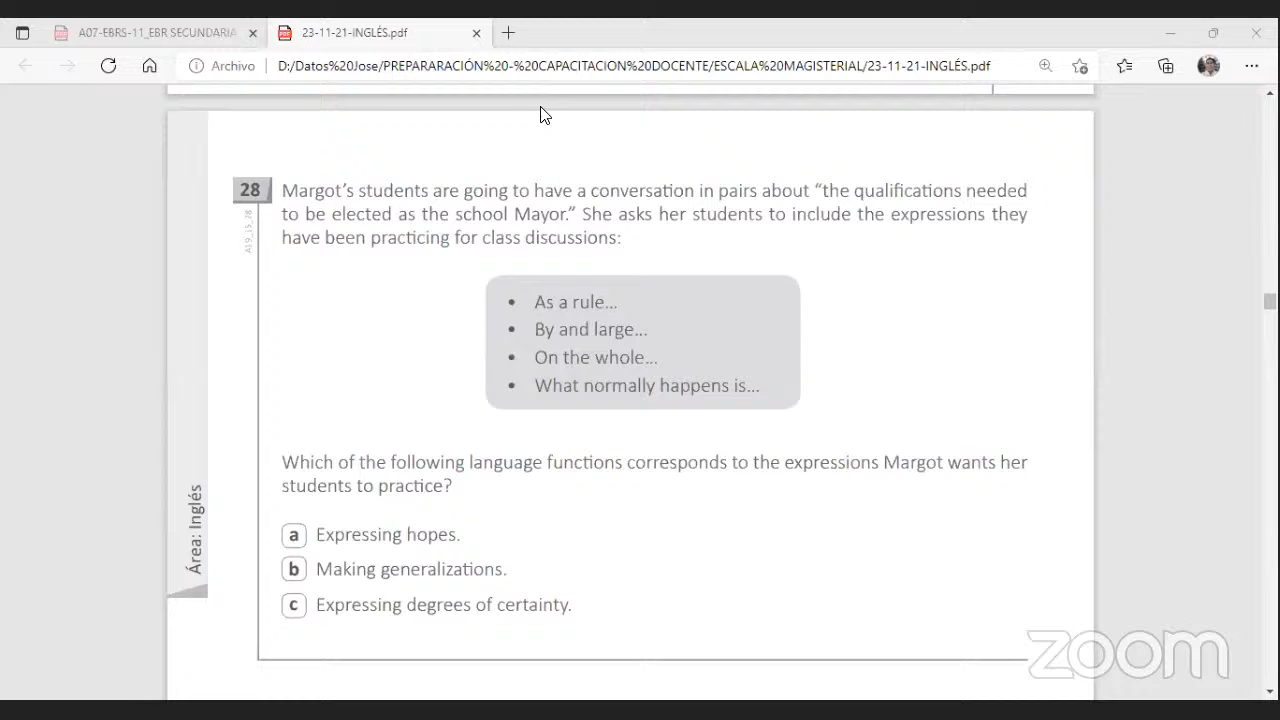 A07-EBRS-11_EBR SECUNDARIA
23-11-21-INGLÉS.pdf
Archivo
D:/Datos%20Jose/PREPARARACIÓN%20-%20CAPACITACION%20DOCENTE/ESCALA%20MAGISTERIAL/23-11-21-INGLÉS.pdf
28
Margot's students are going to have a conversation in pairs about “the qualifications needed
to be elected as the school Mayor.” She asks her students to include the expressions they
have been practicing for class discussions:
• As a rule...
• By and large...
• On the whole...
• What normally happens is...
Which of the following language functions corresponds to the expressions Margot wants her
students to practice?
a Expressing hopes.
b Making generalizations.
c Expressing degrees of certainty.
Área: Inglés
zoom